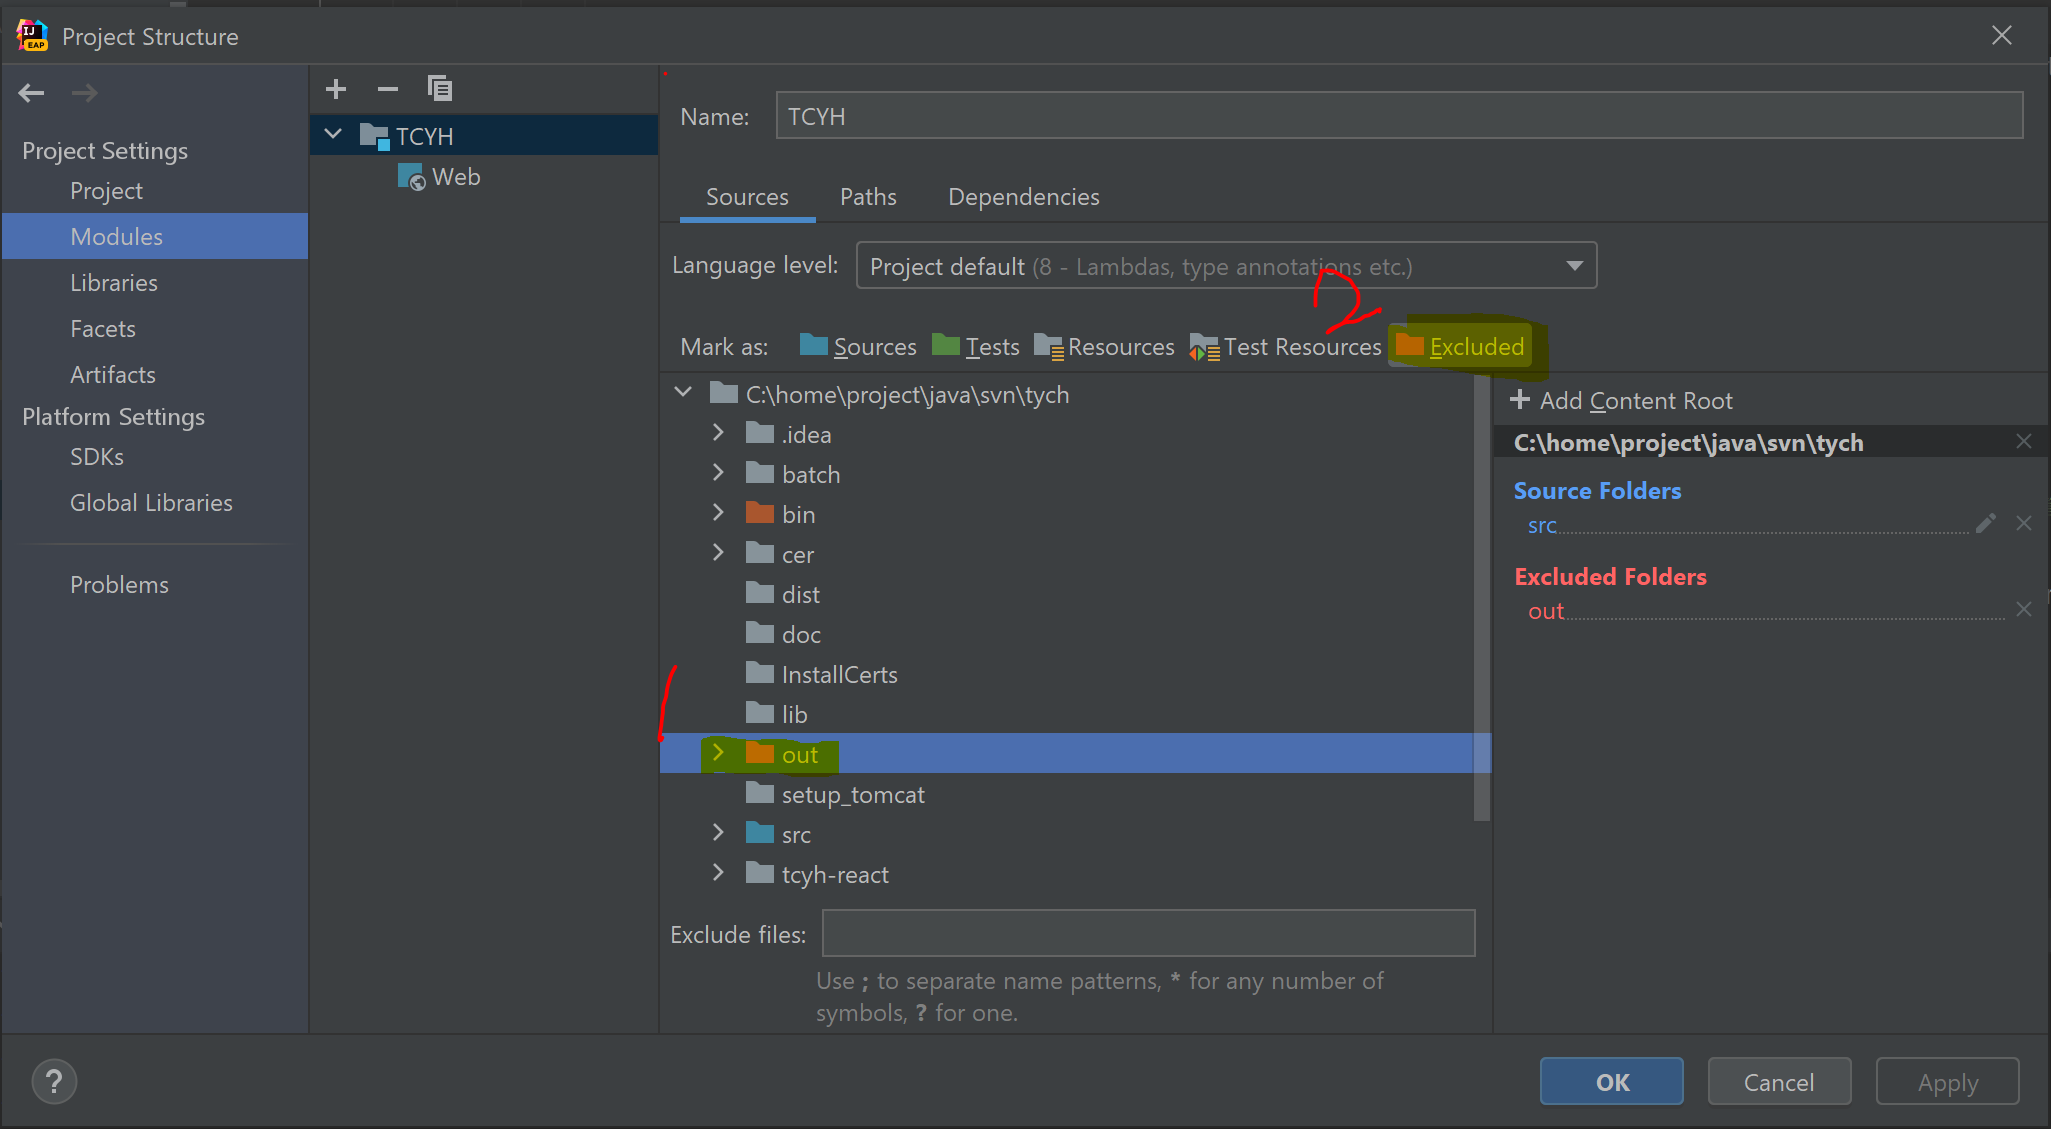 IJ
EAP
Project Structure
Project Settings
Project
Modules
Libraries
Facets
Artifacts
Platform Settings
SDKs
Global Libraries
Problems
TCYH
Web
Name: TCYH
Sources Paths Dependencies
Language level: Project default (8 - Lambdas, type annotations etc.)
2
Mark as: Sources Tests Resources Test Resources Excluded
C:\home\project\java\svn\tych
.idea
batch
bin
cer
dist
doc
InstallCerts
lib
1
out
setup_tomcat
src
tcyh-react
Exclude files:
Use ; to separate name patterns, * for any number of
symbols, ? for one.
+ Add Content Root
C:\home\project\java\svn\tych
Source Folders
src
Excluded Folders
out
?
OK Cancel Apply